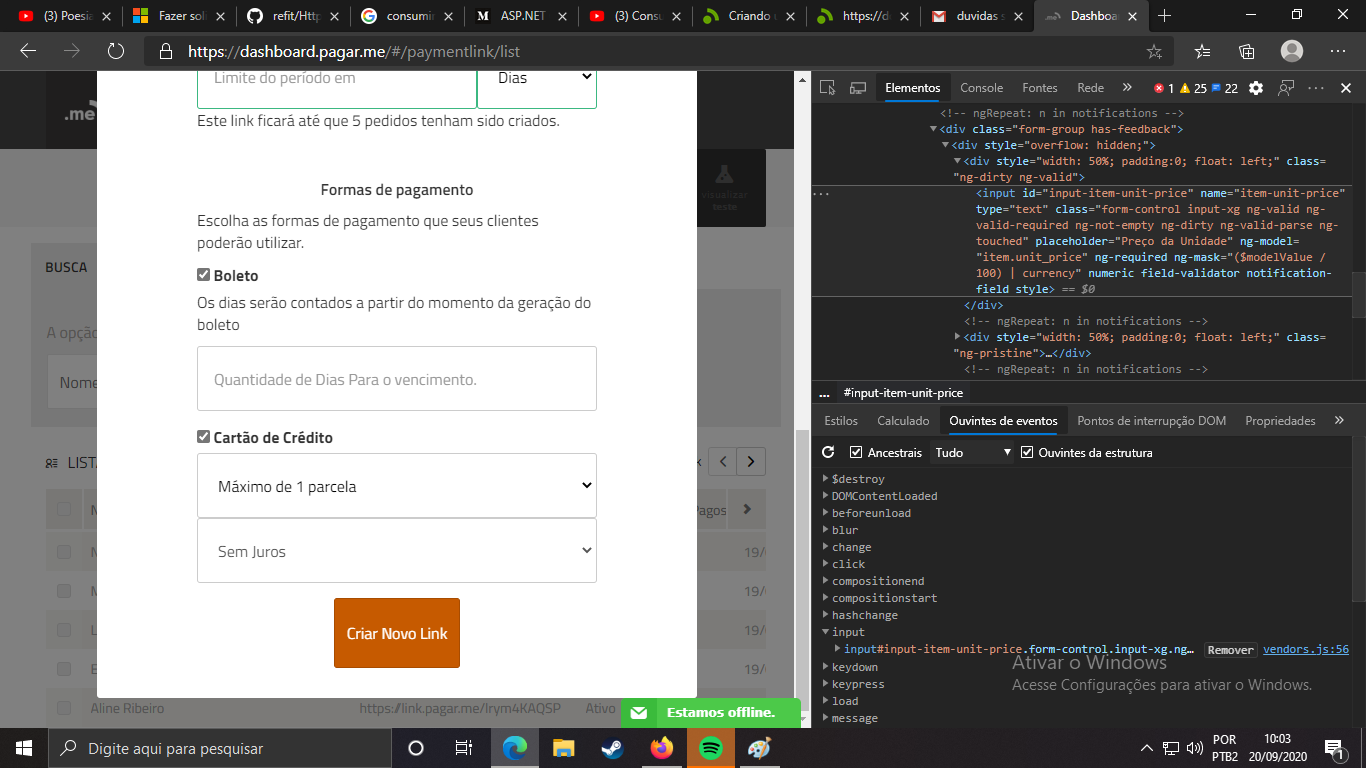 (3) Poesia
Fazer soli
refit/Http
consumir
ASP.NET
(3) Consu
Criando
https://d
duvidas s
Dashboa
https://dashboard.pagar.me/#/paymentlink/list
.me
Limite do período em
Dias
Este link ficará até que 5 pedidos tenham sido criados.
visualizar
teste
Formas de pagamento
Escolha as formas de pagamento que seus clientes
poderão utilizar.
BUSCA
Boleto
Os dias serão contados a partir do momento da geração do
boleto
A opção
Nome
Quantidade de Dias Para o vencimento.
Cartão de Crédito
LISTA
Máximo de 1 parcela
Pagos
Sem Juros
19/
19/
19/
19/
Criar Novo Link
Aline Ribeiro
https://link.pagar.me/lrym4KAQSP
Ativo
Estamos offline.
Elementos
Console
Fontes
Rede
»
1
25
22
<!-- ngRepeat: n in notifications -->
<div class="form-group has-feedback">
<div style="overflow: hidden;">
<div style="width: 50%; padding:0; float: left;" class=
"ng-dirty ng-valid">
...
<input id="input-item-unit-price" name="item-unit-price"
type="text" class="form-control input-xg ng-valid ng-
valid-required ng-not-empty ng-dirty ng-valid-parse ng-
touched" placeholder="Preço da Unidade" ng-model=
"item.unit_price" ng-required ng-mask="($modelValue /
100) | currency" numeric field-validator notification-
field style> == $0
</div>
<!-- ngRepeat: n in notifications -->
<div style="width: 50%; padding:0; float: left;" class=
"ng-pristine">…</div>
<!-- ngRepeat: n in notifications -->
... #input-item-unit-price
Estilos
Calculado
Ouvintes de eventos
Pontos de interrupção DOM
Propriedades
»
Ancestrais
Tudo
Ouvintes da estrutura
$destroy
DOMContentLoaded
beforeunload
blur
change
click
compositionend
compositionstart
hashchange
input
input#input-item-unit-price.form-control.input-xg.ng…
Remover
vendors.js:56
keydown
keypress
load
message
Ativar o Windows
Acesse Configurações para ativar o Windows.
Digite aqui para pesquisar
POR
PTB2
10:03
20/09/2020
1